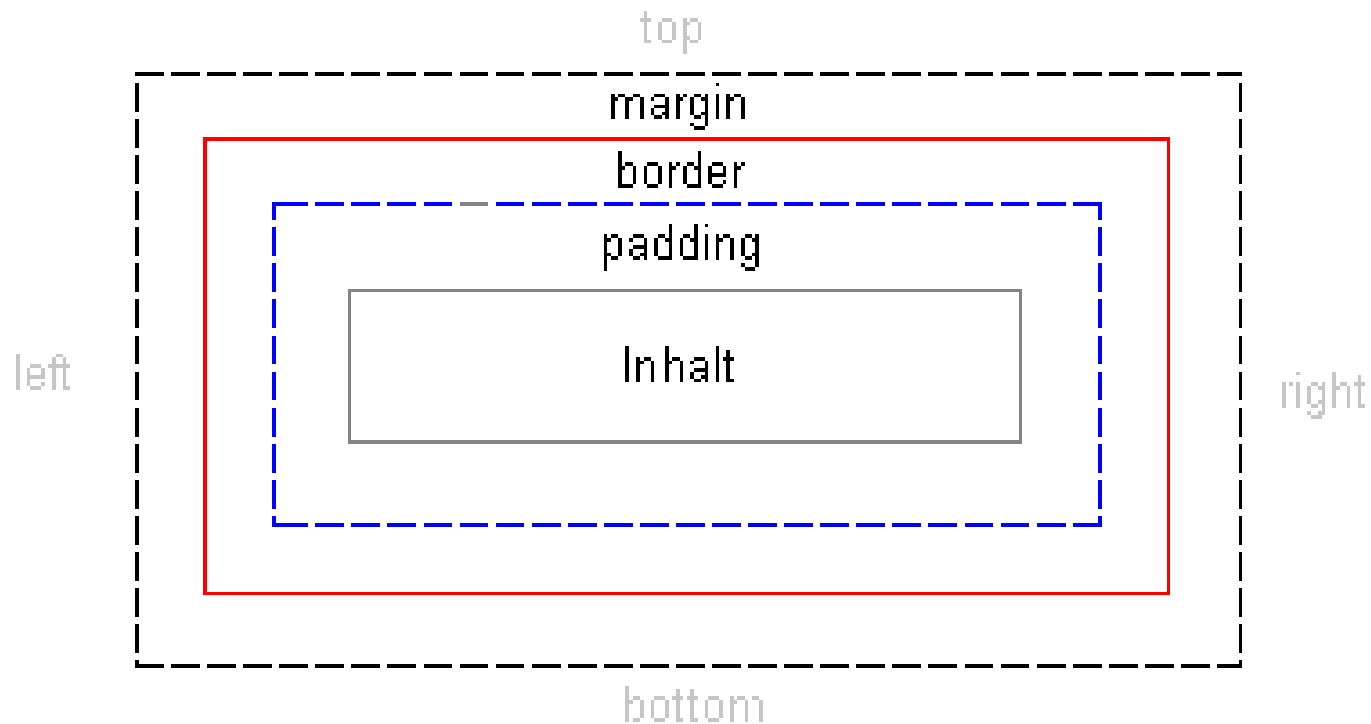 top
margin
border
padding
Inhalt
left
right
bottom